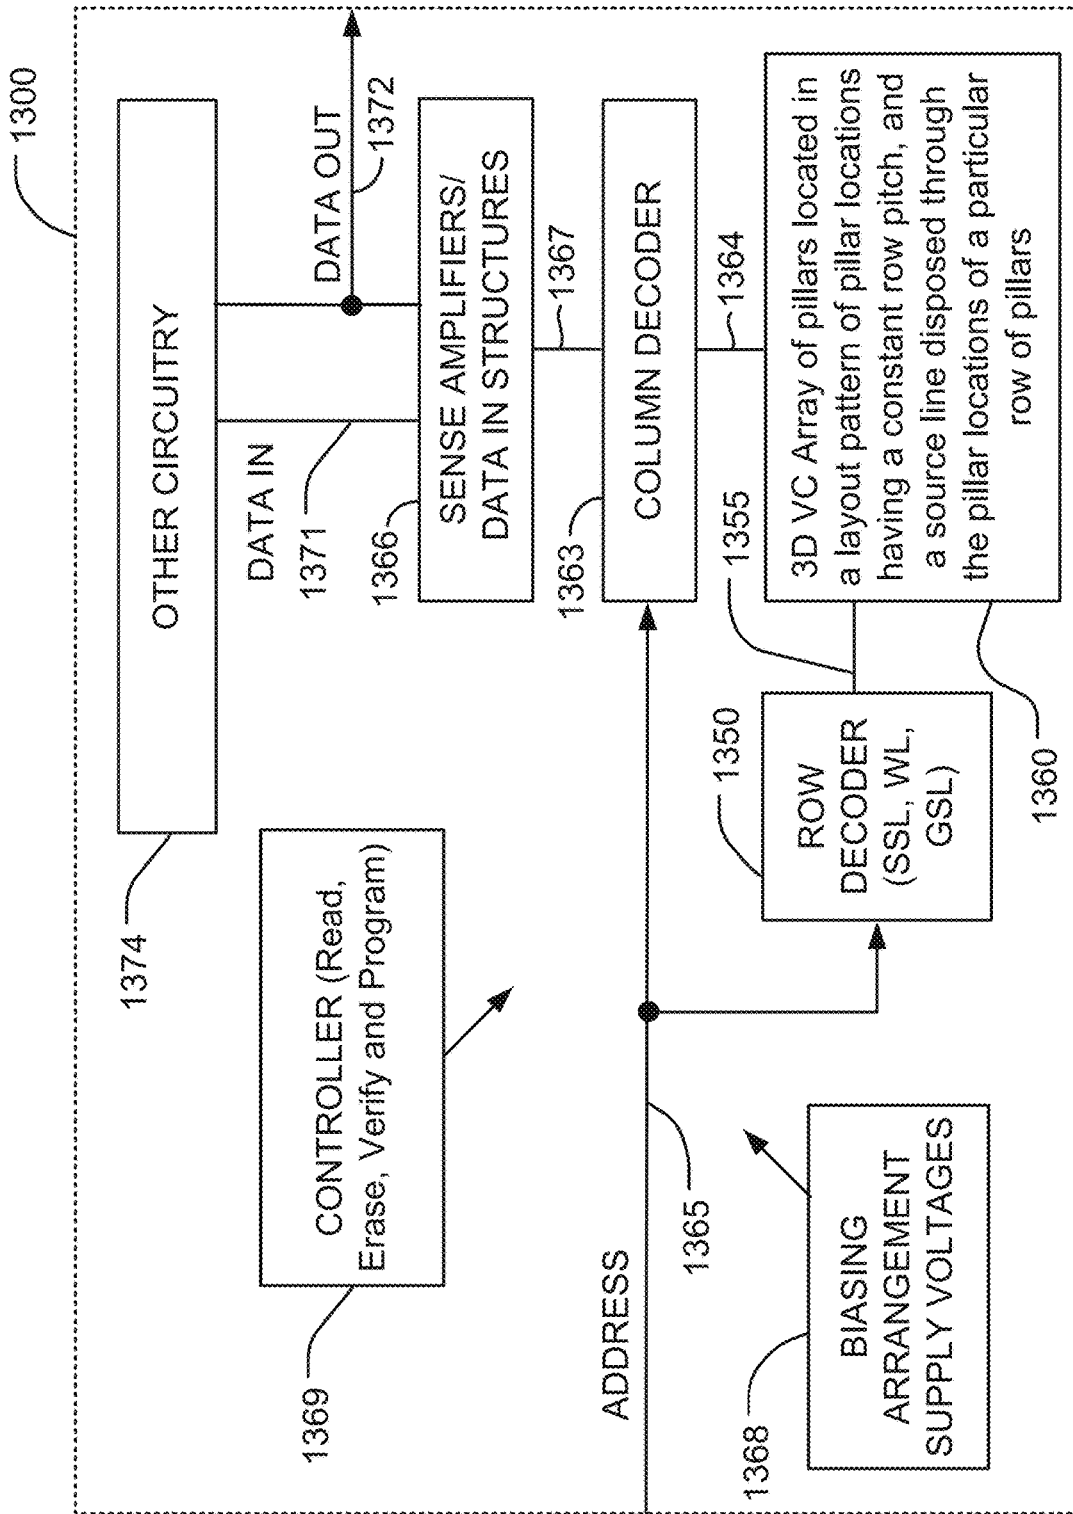 1300
OTHER CIRCUITRY
1374
DATA IN
1371
DATA OUT
1372
CONTROLLER (Read,
Erase, Verify and Program)
1369
SENSE AMPLIFIERS/
DATA IN STRUCTURES
1366
1367
ADDRESS
1365
COLUMN DECODER
1363
1364
BIASING
ARRANGEMENT
SUPPLY VOLTAGES
1368
ROW
DECODER
(SSL, WL,
GSL)
1350
1355
3D VC Array of pillars located in
a layout pattern of pillar locations
having a constant row pitch, and
a source line disposed through
the pillar locations of a particular
row of pillars
1360